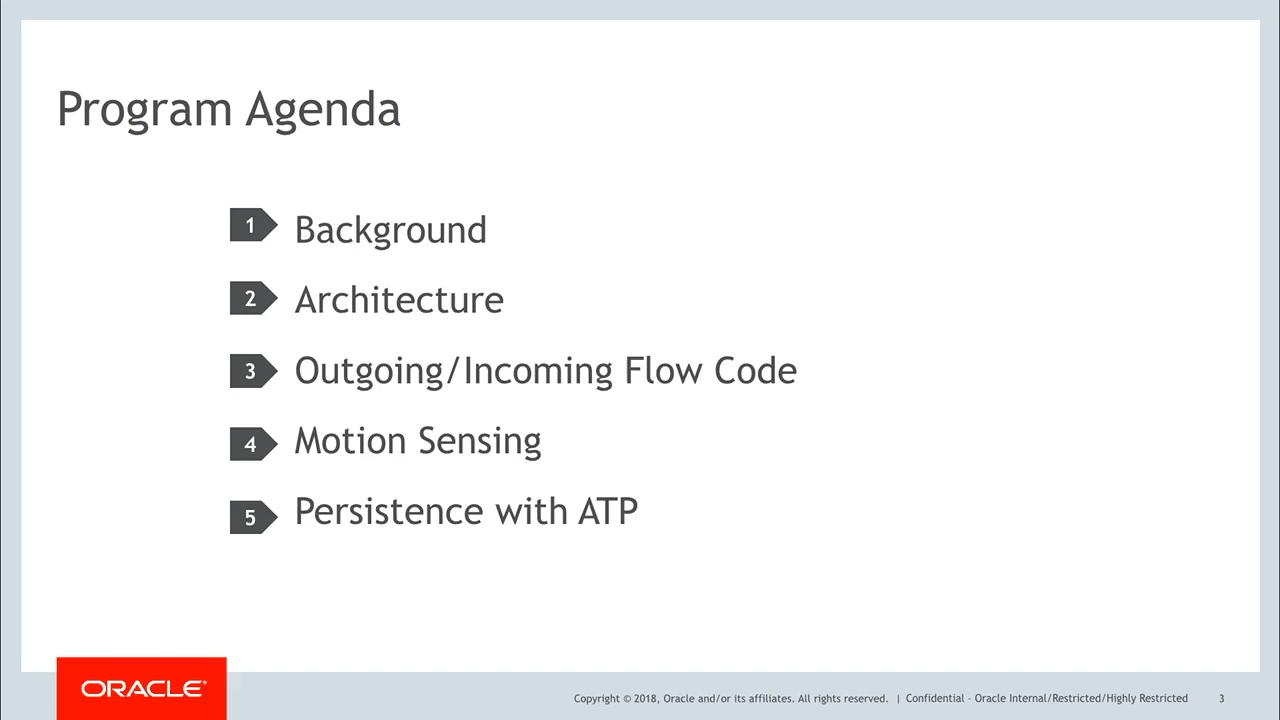 Program Agenda
1 Background
2 Architecture
3 Outgoing/Incoming Flow Code
4 Motion Sensing
5 Persistence with ATP
ORACLE®
Copyright © 2018, Oracle and/or its affiliates. All rights reserved. | Confidential – Oracle Internal/Restricted/Highly Restricted 3